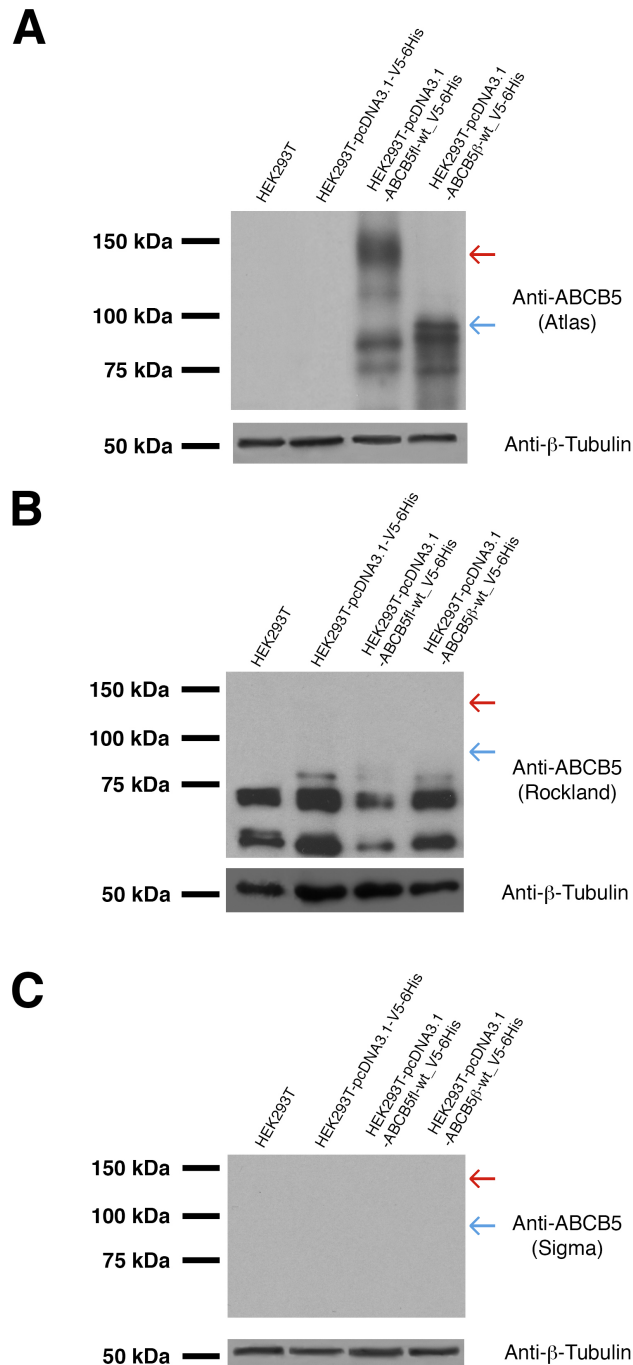 A
HEK293T
HEK293T-pcDNA3.1-V5-6His
HEK293T-pcDNA3.1
-ABCB5fl-wt_V5-6His
HEK293T-pcDNA3.1
-ABCB5β-wt_V5-6His
150 kDa
100 kDa
75 kDa
Anti-ABCB5
(Atlas)
50 kDa
Anti-β-Tubulin
B
HEK293T
HEK293T-pcDNA3.1-V5-6His
HEK293T-pcDNA3.1
-ABCB5fl-wt_V5-6His
HEK293T-pcDNA3.1
-ABCB5β-wt_V5-6His
150 kDa
100 kDa
75 kDa
Anti-ABCB5
(Rockland)
50 kDa
Anti-β-Tubulin
C
HEK293T
HEK293T-pcDNA3.1-V5-6His
HEK293T-pcDNA3.1
-ABCB5fl-wt_V5-6His
HEK293T-pcDNA3.1
-ABCB5β-wt_V5-6His
150 kDa
100 kDa
75 kDa
Anti-ABCB5
(Sigma)
50 kDa
Anti-β-Tubulin